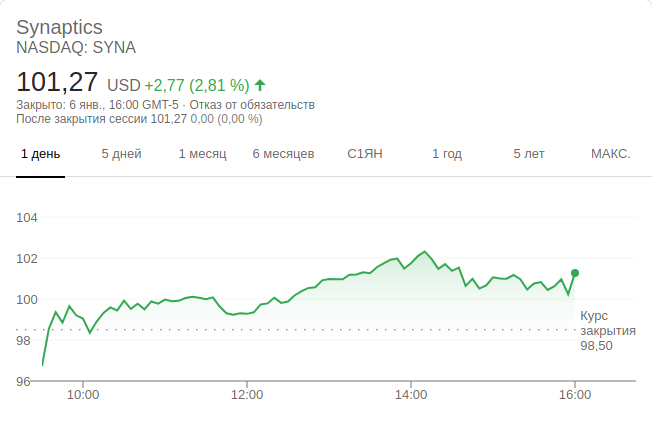 Synaptics
NASDAQ: SYNA
101,27 USD +2,77 (2,81 %)
Закрыто: 6 янв., 16:00 GMT-5 · Отказ от обязательств
После закрытия сессии 101,27 0,00 (0,00 %)
1 день 5 дней 1 месяц 6 месяцев С1ЯН 1 год 5 лет МАКС.
104
102
100
Курс
закрытия
98,50
98
96
10:00 12:00 14:00 16:00